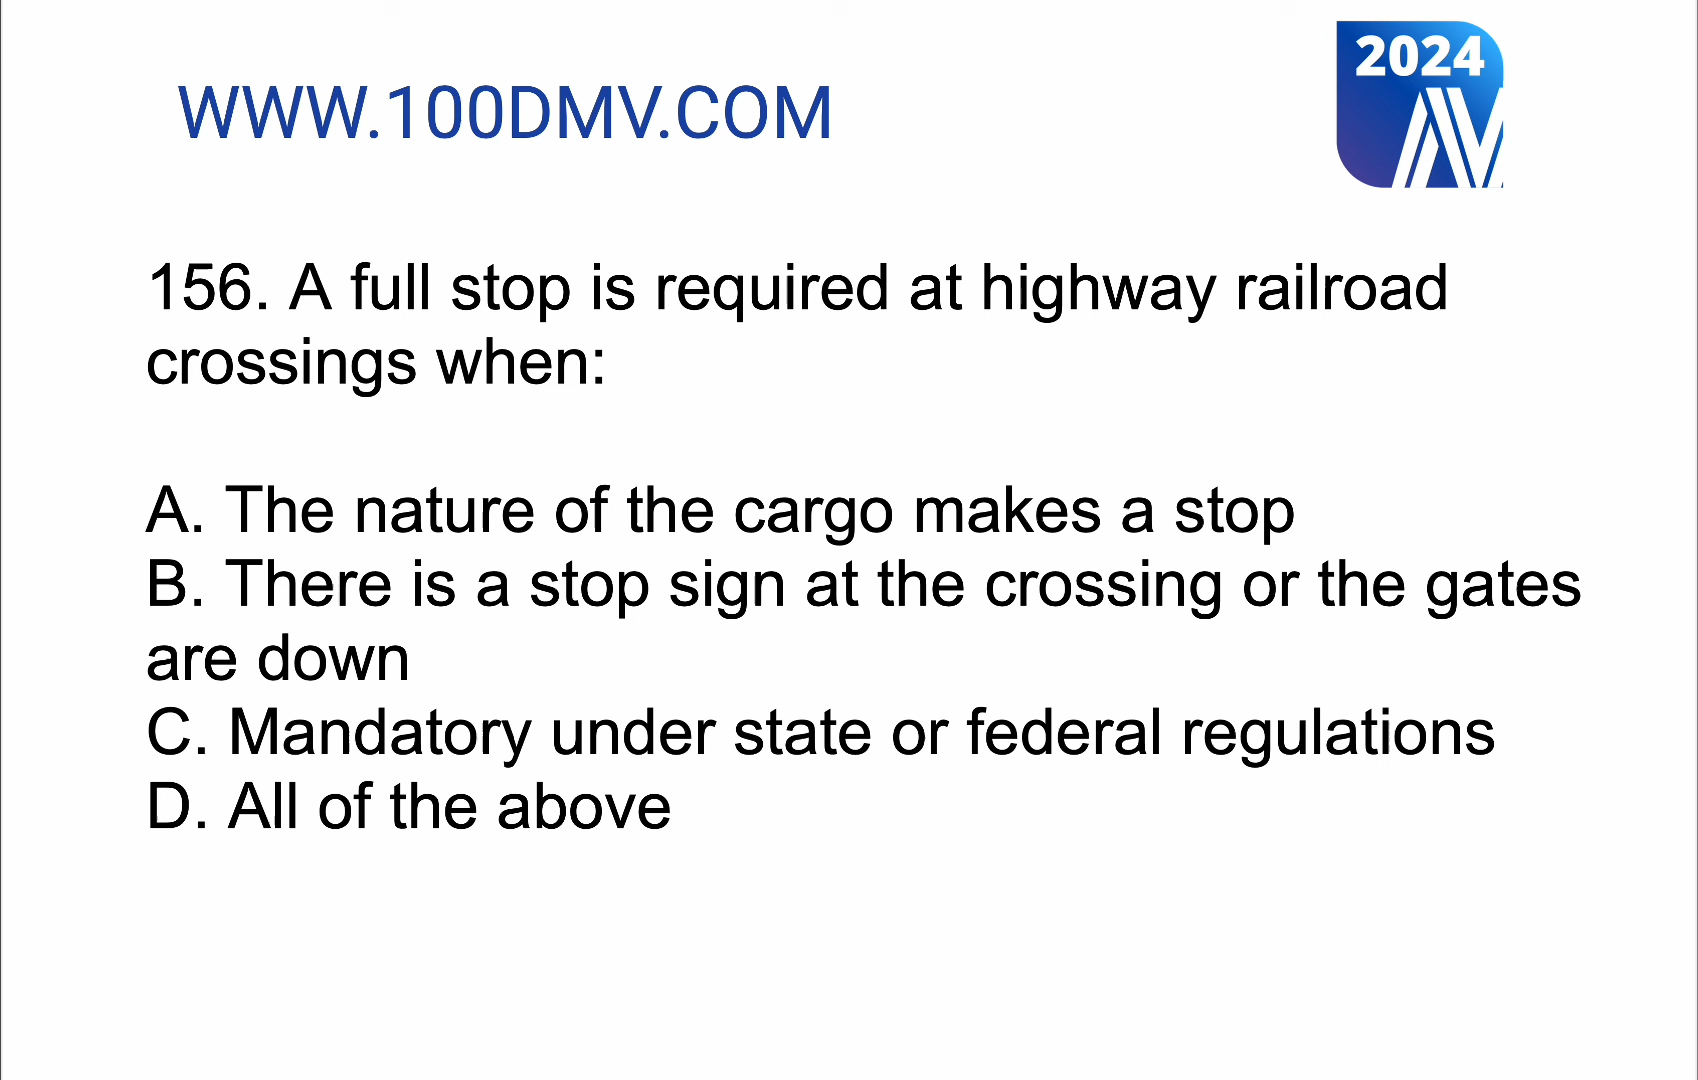 WWW.100DMV.COM
2024
156. A full stop is required at highway railroad
crossings when:
A. The nature of the cargo makes a stop
B. There is a stop sign at the crossing or the gates
are down
C. Mandatory under state or federal regulations
D. All of the above